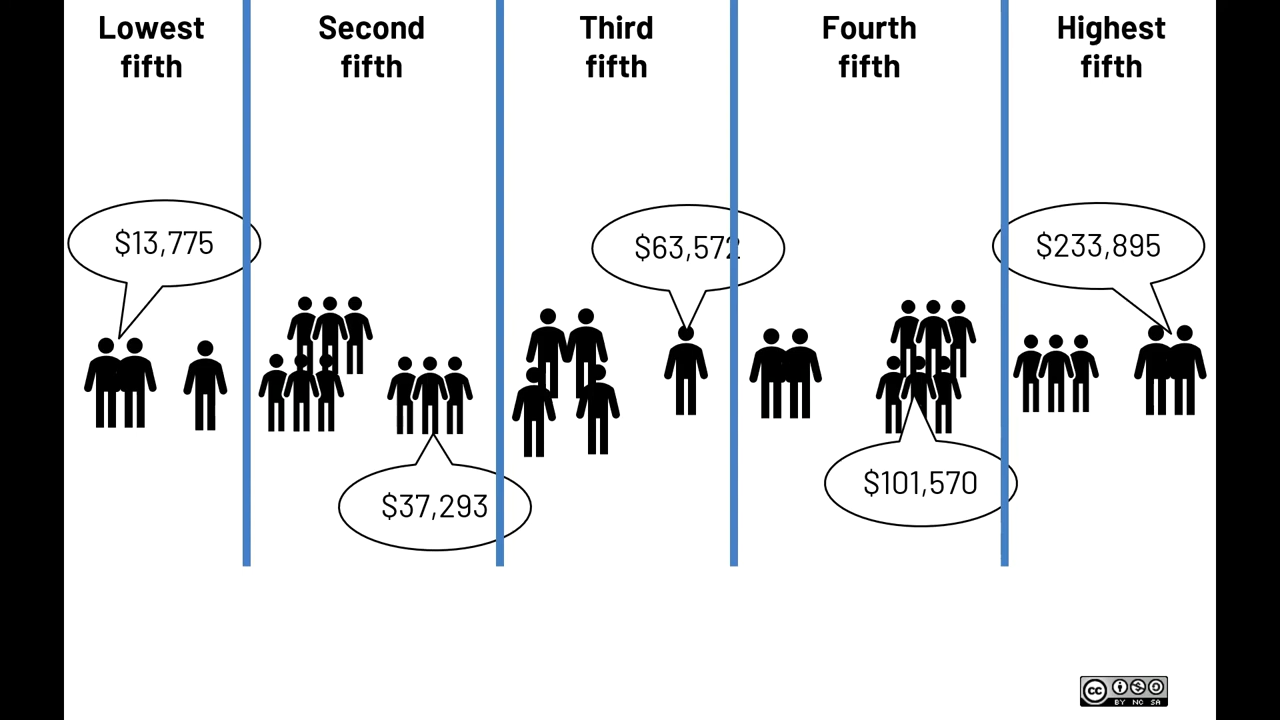 Lowest
fifth
Second
fifth
Third
fifth
Fourth
fifth
Highest
fifth
$13,775
$63,572
$233,895
$37,293
$101,570
cc
BY NC SA